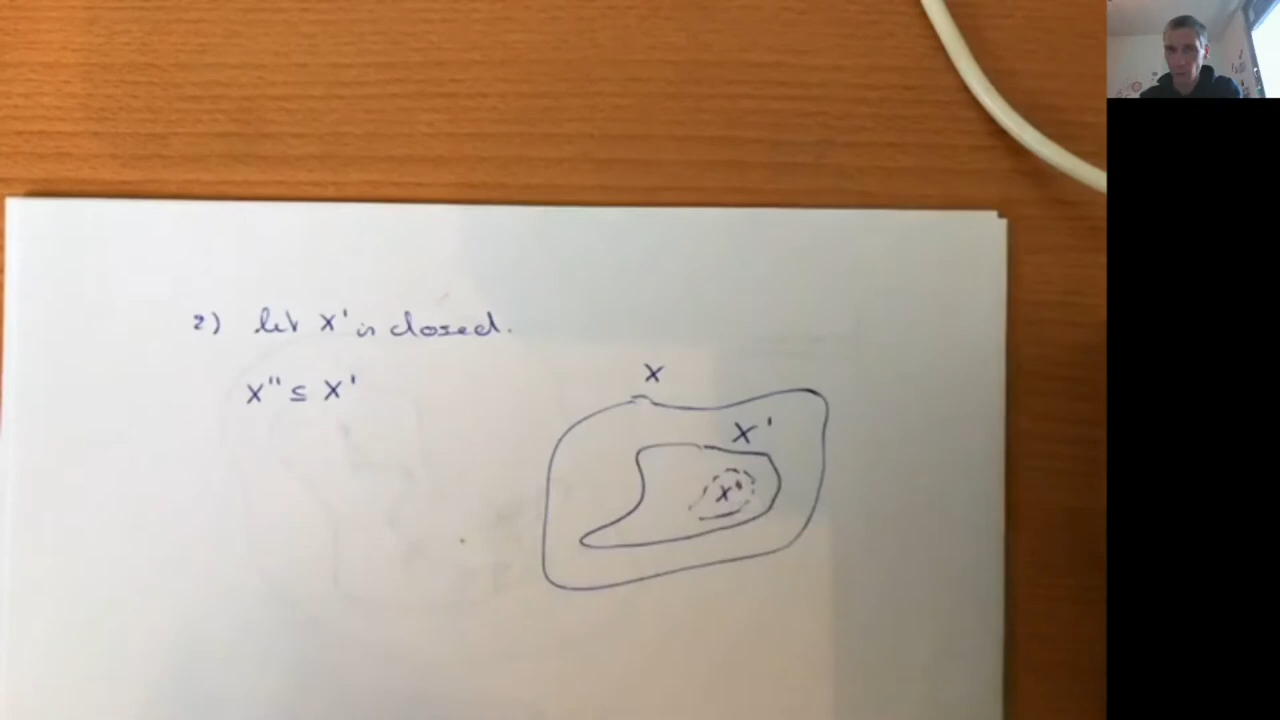 2) let X' is closed.
X'' ⊆ X'
X
X'
X''